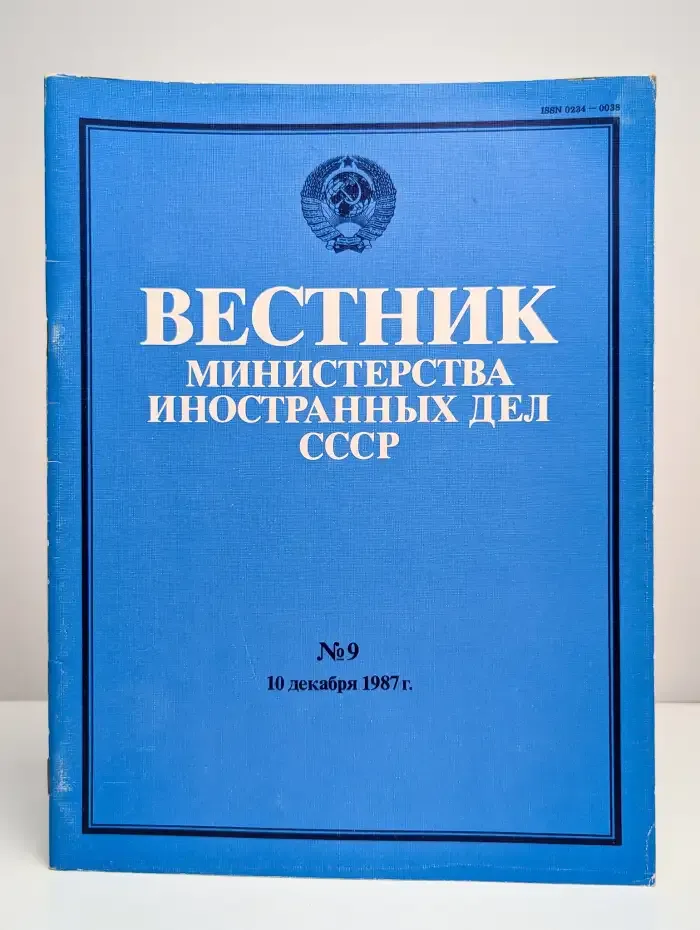 ISSN 0234—0038
ВЕСТНИК
МИНИСТЕРСТВА
ИНОСТРАННЫХ ДЕЛ
СССР
№9
10 декабря 1987 г.